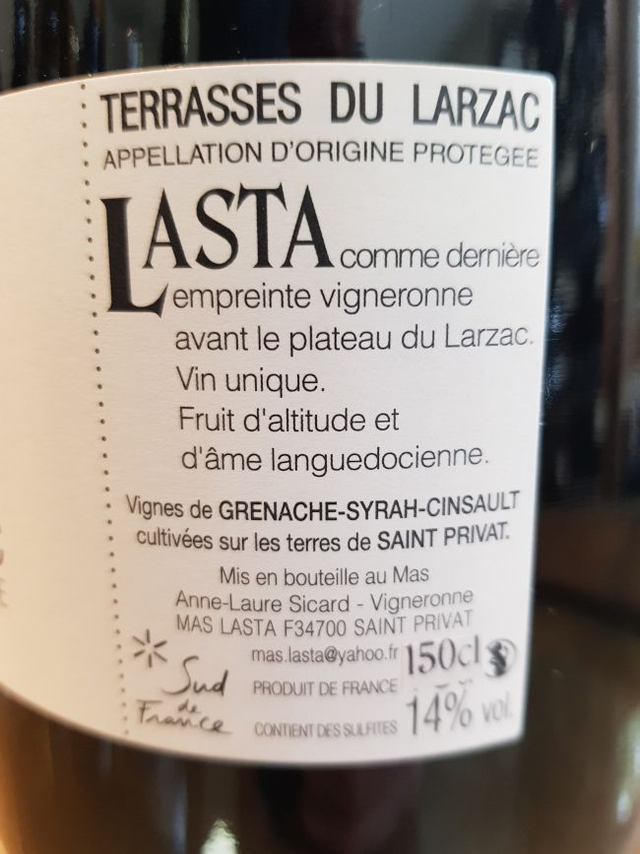 TERRASSES DU LARZAC
APPELLATION D'ORIGINE PROTEGEE
LASTA comme dernière
empreinte vigneronne
avant le plateau du Larzac.
Vin unique.
Fruit d'altitude et
d'âme languedocienne.
Vignes de GRENACHE-SYRAH-CINSAULT
cultivées sur les terres de SAINT PRIVAT.
Mis en bouteille au Mas
Anne-Laure Sicard - Vigneronne
MAS LASTA F34700 SAINT PRIVAT
mas.lasta@yahoo.fr 150cl
PRODUIT DE FRANCE
CONTIENT DES SULFITES 14% vol.
Sud
de
France